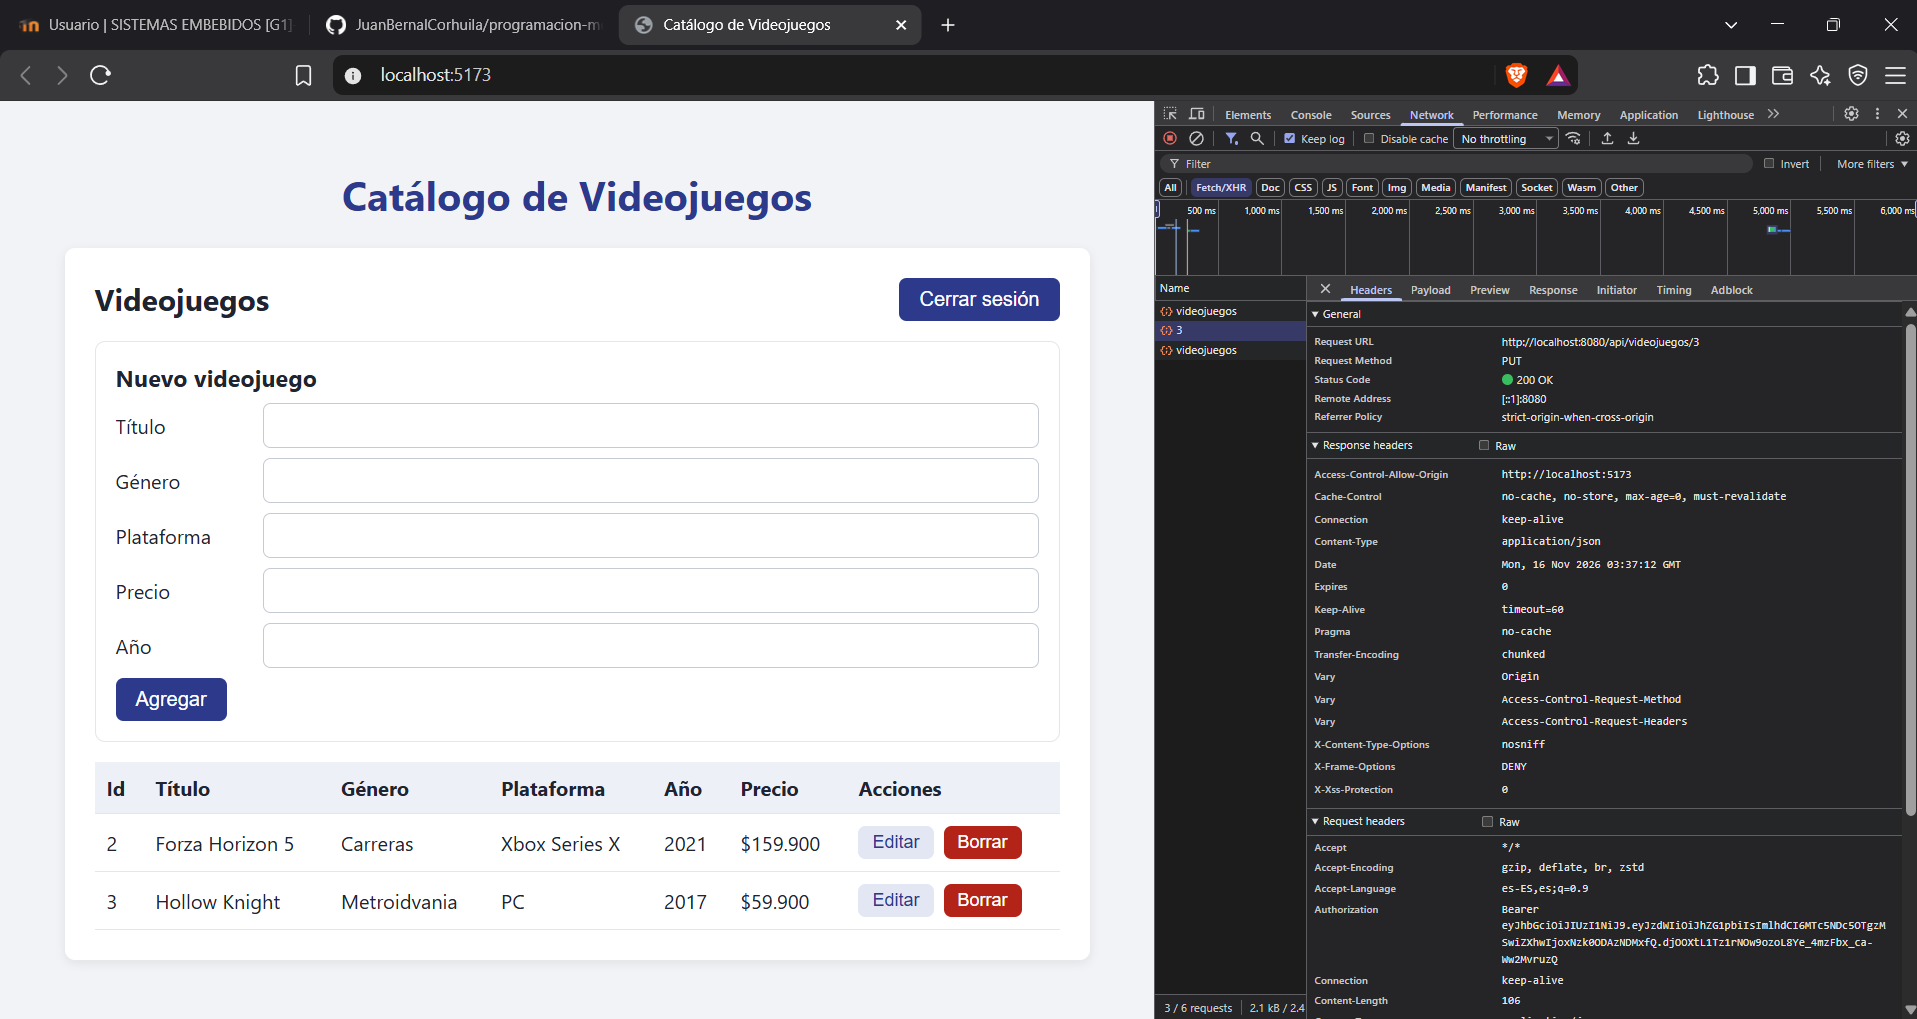 Usuario | SISTEMAS EMBEBIDOS [G1]
JuanBernalCorhuila/programacion-m
Catálogo de Videojuegos
localhost:5173
Catálogo de Videojuegos
Videojuegos
Cerrar sesión
Nuevo videojuego
Título
Género
Plataforma
Precio
Año
Agregar
Id Título Género Plataforma Año Precio Acciones
2 Forza Horizon 5 Carreras Xbox Series X 2021 $159.900 Editar Borrar
3 Hollow Knight Metroidvania PC 2017 $59.900 Editar Borrar
Elements Console Sources Network Performance Memory Application Lighthouse
Keep log Disable cache No throttling
Filter Invert More filters
All Fetch/XHR Doc CSS JS Font Img Media Manifest Socket Wasm Other
500 ms 1,000 ms 1,500 ms 2,000 ms 2,500 ms 3,000 ms 3,500 ms 4,000 ms 4,500 ms 5,000 ms 5,500 ms 6,000 ms
Name
videojuegos
3
videojuegos
Headers Payload Preview Response Initiator Timing Adblock
General
Request URL http://localhost:8080/api/videojuegos/3
Request Method PUT
Status Code 200 OK
Remote Address [::1]:8080
Referrer Policy strict-origin-when-cross-origin
Response headers Raw
Access-Control-Allow-Origin http://localhost:5173
Cache-Control no-cache, no-store, max-age=0, must-revalidate
Connection keep-alive
Content-Type application/json
Date Mon, 16 Nov 2026 03:37:12 GMT
Expires 0
Keep-Alive timeout=60
Pragma no-cache
Transfer-Encoding chunked
Vary Origin
Vary Access-Control-Request-Method
Vary Access-Control-Request-Headers
X-Content-Type-Options nosniff
X-Frame-Options DENY
X-Xss-Protection 0
Request headers Raw
Accept */*
Accept-Encoding gzip, deflate, br, zstd
Accept-Language es-ES,es;q=0.9
Authorization Bearer
eyJhbGciOiJIUzI1NiJ9.eyJzdWIiOiJhZG1pbiIsImlhdCI6MTc5NDc5OTgzM
SwiZXhwIjoxNzk0ODAzNDMxfQ.djOOXtL1Tz1rNOw9ozoL8Ye_4mzFbx_ca-
Ww2MvruzQ
Connection keep-alive
Content-Length 106
3 / 6 requests 2.1 kB / 2.4